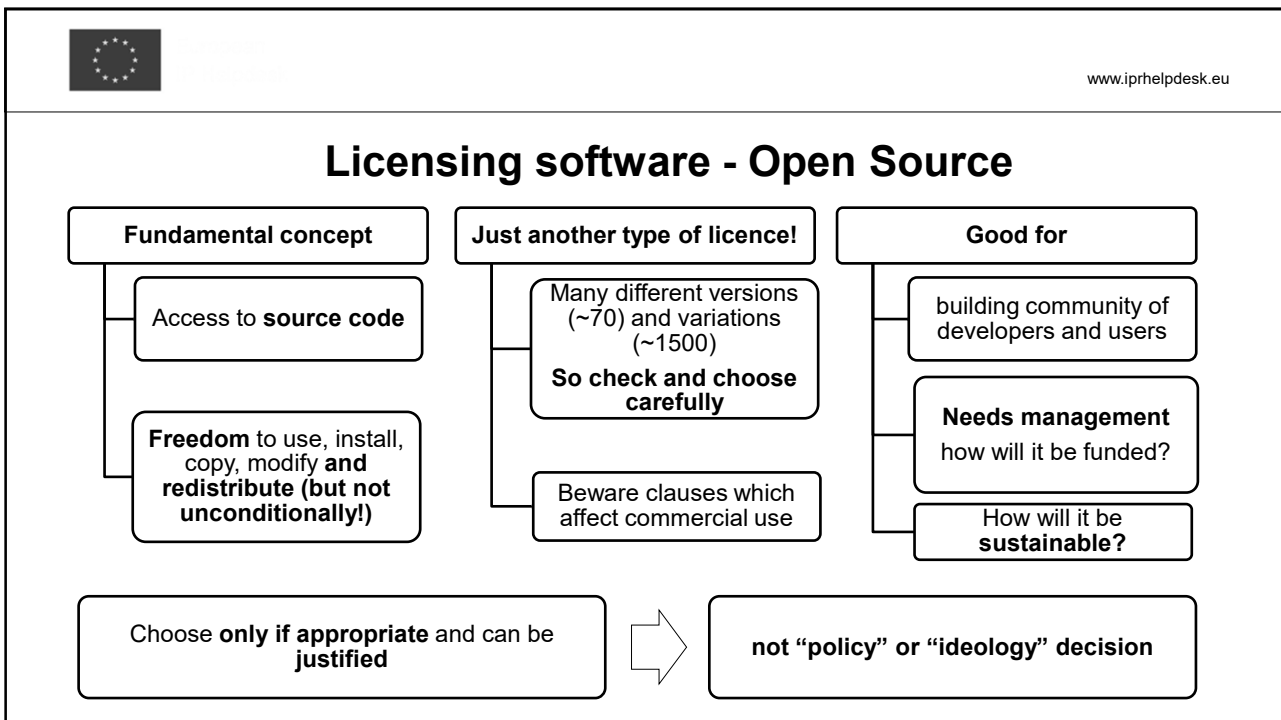 www.iprhelpdesk.eu
Licensing software - Open Source
Fundamental concept
Access to source code
Freedom to use, install,
copy, modify and
redistribute (but not
unconditionally!)
Just another type of licence!
Many different versions
(~70) and variations
(~1500)
So check and choose
carefully
Beware clauses which
affect commercial use
Good for
building community of
developers and users
Needs management
how will it be funded?
How will it be
sustainable?
Choose only if appropriate and can be
justified
not “policy” or “ideology” decision